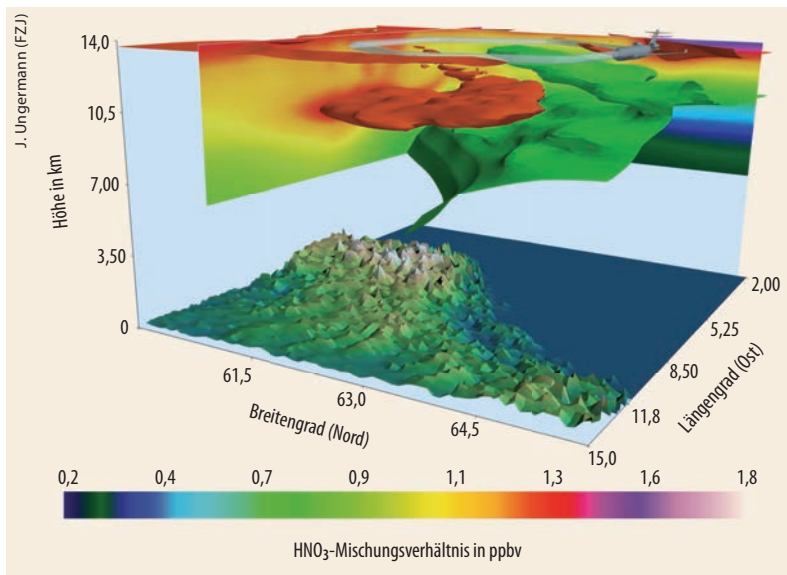 J. Ungermann (FZJ)
Höhe in km
14,0
10,5
7,00
3,50
0
61,5
63,0
64,5
Breitengrad (Nord)
2,00
5,25
8,50
11,8
15,0
Längengrad (Ost)
0,2 0,4 0,7 0,9 1,1 1,3 1,6 1,8
HNO₃-Mischungsverhältnis in ppbv